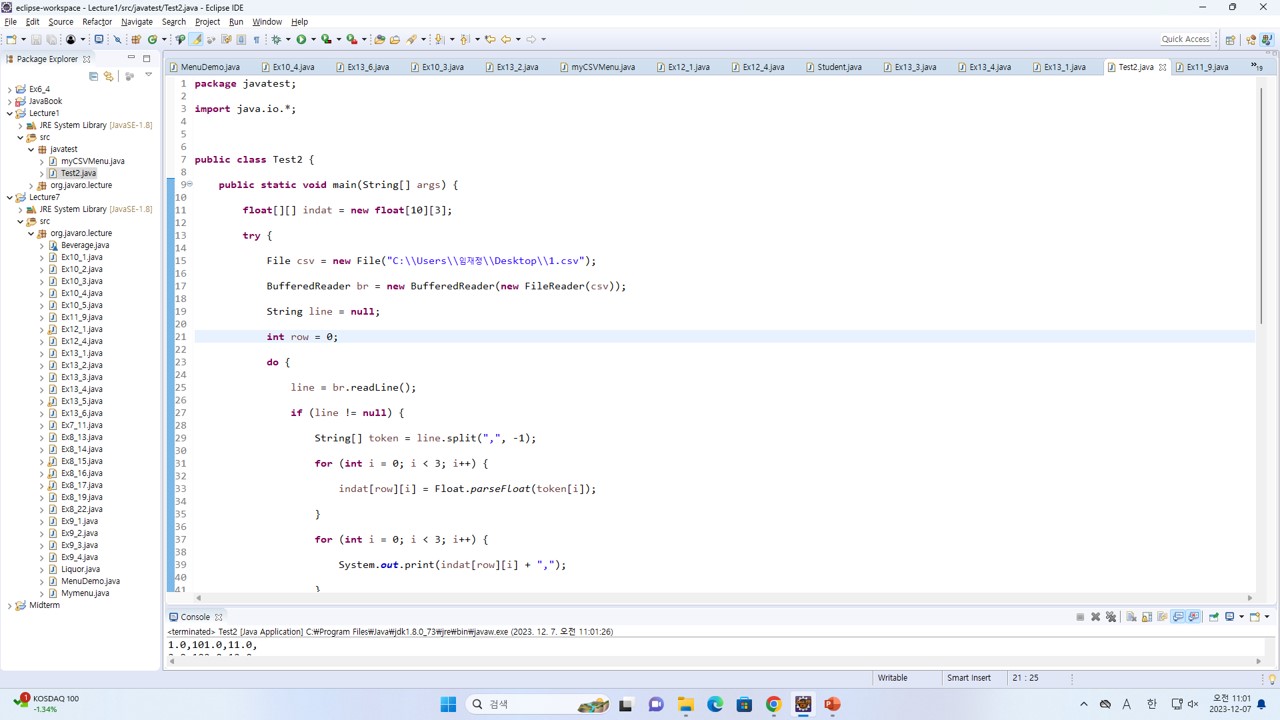 eclipse-workspace - Lecture1/src/javatest/Test2.java - Eclipse IDE
File Edit Source Refactor Navigate Search Project Run Window Help
Quick Access
Package Explorer
MenuDemo.java Ex10_4.java Ex13_6.java Ex10_3.java Ex13_2.java myCSVMenu.java Ex12_1.java Ex12_4.java Student.java Ex13_3.java Ex13_4.java Ex13_1.java Test2.java Ex11_9.java »19
Ex6_4
JavaBook
Lecture1
JRE System Library [JavaSE-1.8]
src
javatest
myCSVMenu.java
Test2.java
org.javaro.lecture
Lecture7
JRE System Library [JavaSE-1.8]
src
org.javaro.lecture
Beverage.java
Ex10_1.java
Ex10_2.java
Ex10_3.java
Ex10_4.java
Ex10_5.java
Ex11_9.java
Ex12_1.java
Ex12_4.java
Ex13_1.java
Ex13_2.java
Ex13_3.java
Ex13_4.java
Ex13_5.java
Ex13_6.java
Ex7_11.java
Ex8_13.java
Ex8_14.java
Ex8_15.java
Ex8_16.java
Ex8_17.java
Ex8_19.java
Ex8_22.java
Ex9_1.java
Ex9_2.java
Ex9_3.java
Ex9_4.java
Liquor.java
MenuDemo.java
Mymenu.java
Midterm
1 package javatest;
2
3 import java.io.*;
4
5
6
7 public class Test2 {
8
9 public static void main(String[] args) {
10
11 float[][] indat = new float[10][3];
12
13 try {
14
15 File csv = new File("C:\\Users\\임재정\\Desktop\\1.csv");
16
17 BufferedReader br = new BufferedReader(new FileReader(csv));
18
19 String line = null;
20
21 int row = 0;
22
23 do {
24
25 line = br.readLine();
26
27 if (line != null) {
28
29 String[] token = line.split(",", -1);
30
31 for (int i = 0; i < 3; i++) {
32
33 indat[row][i] = Float.parseFloat(token[i]);
34
35 }
36
37 for (int i = 0; i < 3; i++) {
38
39 System.out.print(indat[row][i] + ",");
40
41 }
Console
<terminated> Test2 [Java Application] C:₩Program Files₩Java₩jdk1.8.0_73₩jre₩bin₩javaw.exe (2023. 12. 7. 오전 11:01:26)
1.0,101.0,11.0,
Writable Smart Insert 21 : 25
1
KOSDAQ 100
-1.34%
검색
A 한
오전 11:01
2023-12-07